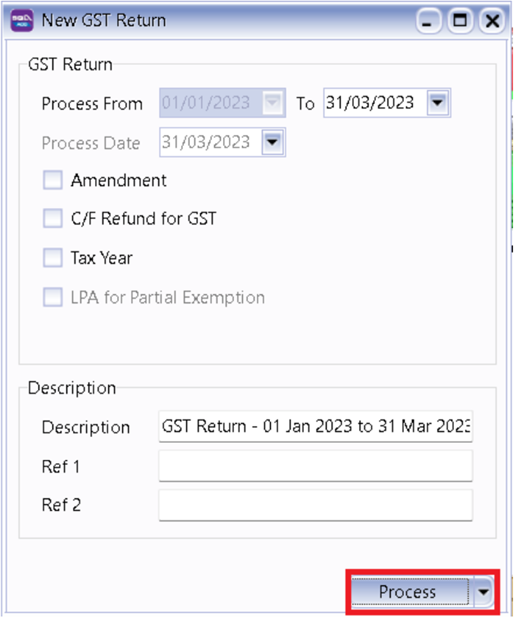 New GST Return
GST Return
Process From 01/01/2023 To 31/03/2023
Process Date 31/03/2023
Amendment
C/F Refund for GST
Tax Year
LPA for Partial Exemption
Description
Description GST Return - 01 Jan 2023 to 31 Mar 2023
Ref 1
Ref 2
Process